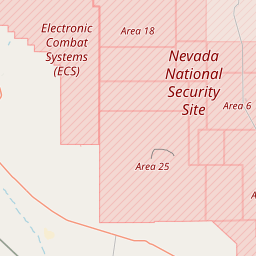 Electronic
Combat
Systems
(ECS)
Area 18
Nevada
National
Security
Site
Area 6
Area 25